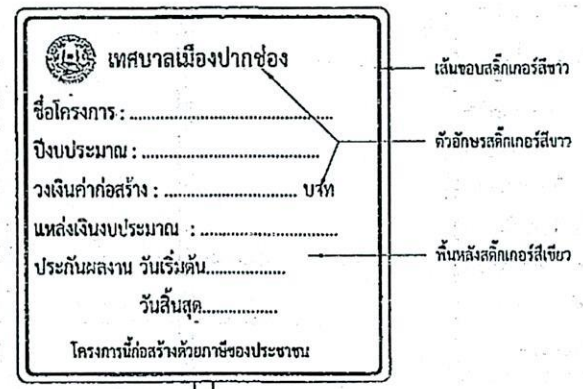 เทศบาลเมืองปากช่อง
ชื่อโครงการ : ..................................
ปีงบประมาณ : ..............................
วงเงินค่าก่อสร้าง : ....................... บาท
แหล่งเงินงบประมาณ : .......................
ประกันผลงาน วันเริ่มต้น..............
วันสิ้นสุด.............
โครงการนี้ก่อสร้างด้วยภาษีของประชาชน
เส้นขอบสติ๊กเกอร์สีขาว
ตัวอักษรสติ๊กเกอร์สีขาว
พื้นหลังสติ๊กเกอร์สีเขียว